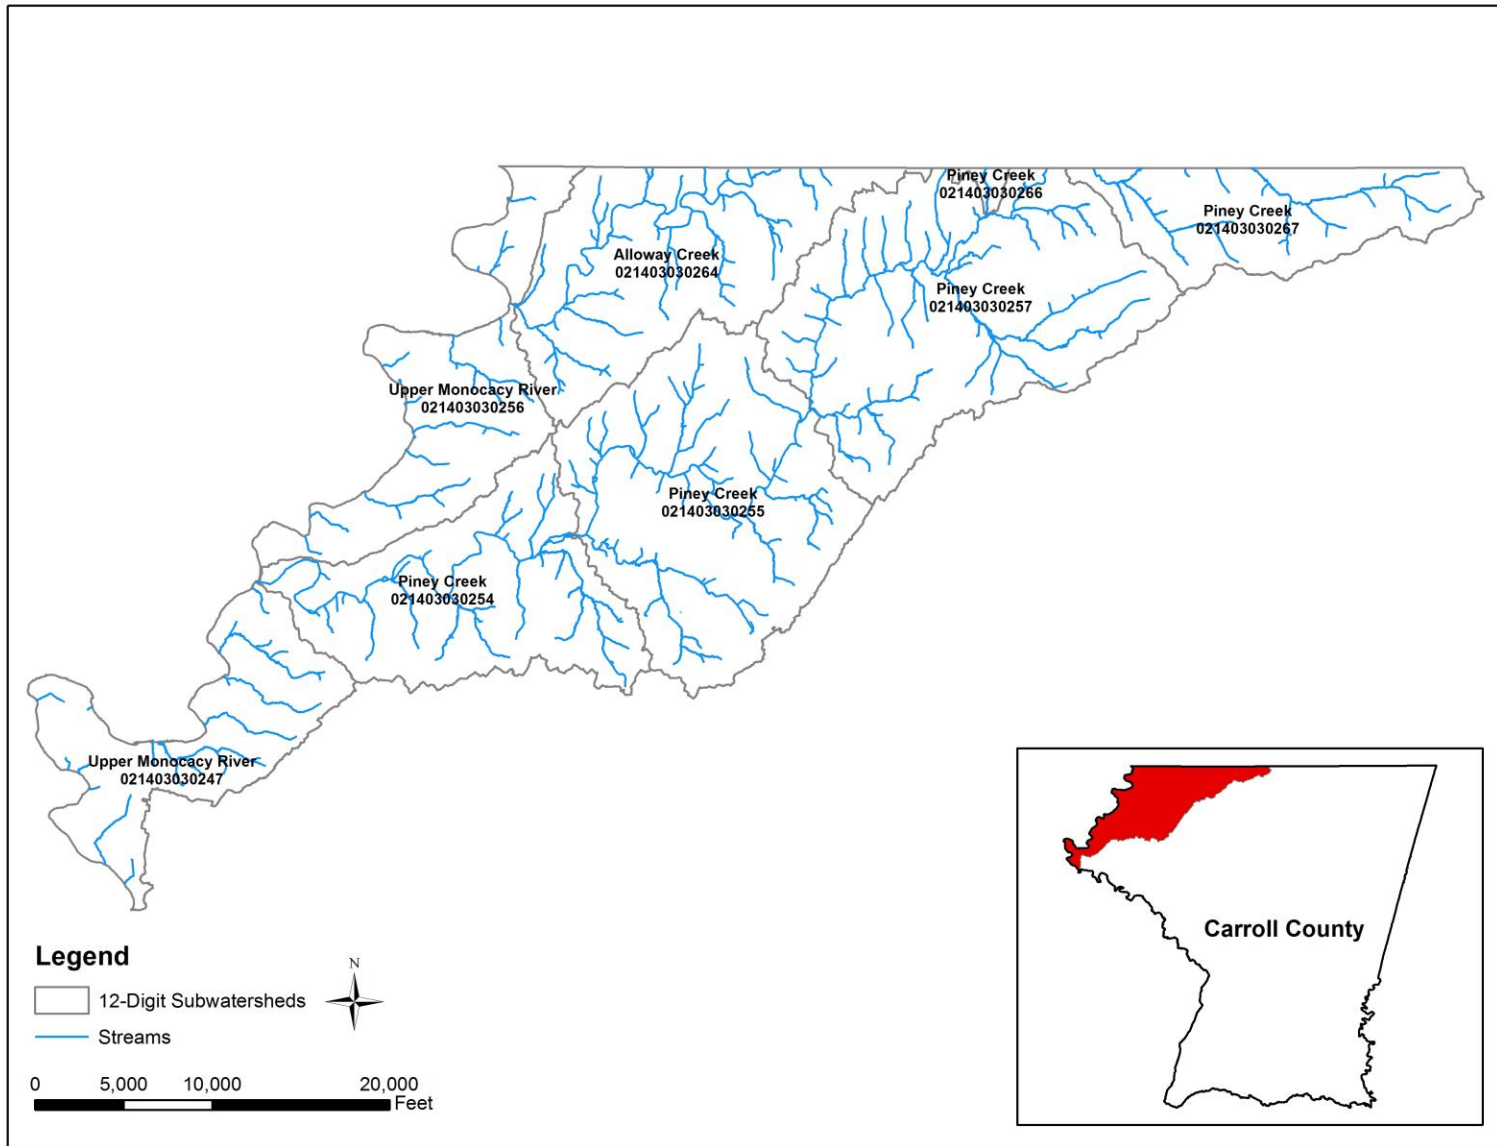 Piney Creek
021403030266
Piney Creek
021403030267
Alloway Creek
021403030264
Piney Creek
021403030257
Upper Monocacy River
021403030256
Piney Creek
021403030255
Piney Creek
021403030254
Upper Monocacy River
021403030247
Carroll County
Legend
N
12-Digit Subwatersheds
Streams
0 5,000 10,000 20,000
Feet